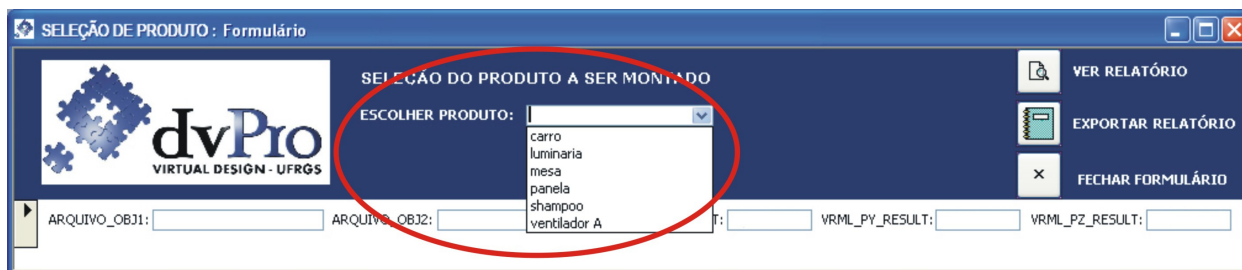 SELEÇÃO DE PRODUTO : Formulário
dvPro
VIRTUAL DESIGN - UFRGS
SELEÇÃO DO PRODUTO A SER MONTADO
ESCOLHER PRODUTO:
carro
luminaria
mesa
panela
shampoo
ventilador A
VER RELATÓRIO
EXPORTAR RELATÓRIO
FECHAR FORMULÁRIO
ARQUIVO_OBJ1: ARQUIVO_OBJ2: T: VRML_PY_RESULT: VRML_PZ_RESULT: